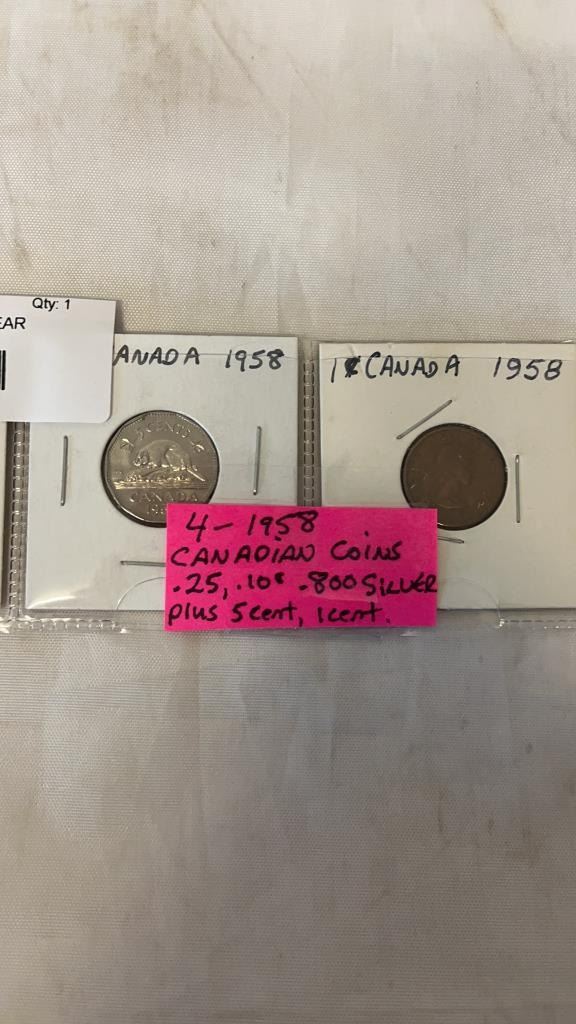 Qty: 1
EAR
ANADA 1958
1¢ CANADA 1958
5 CENTS
CANADA
4 - 1958
CANADIAN COINS
.25, .10¢ .800 SILVER
plus 5 cent, 1 cent.